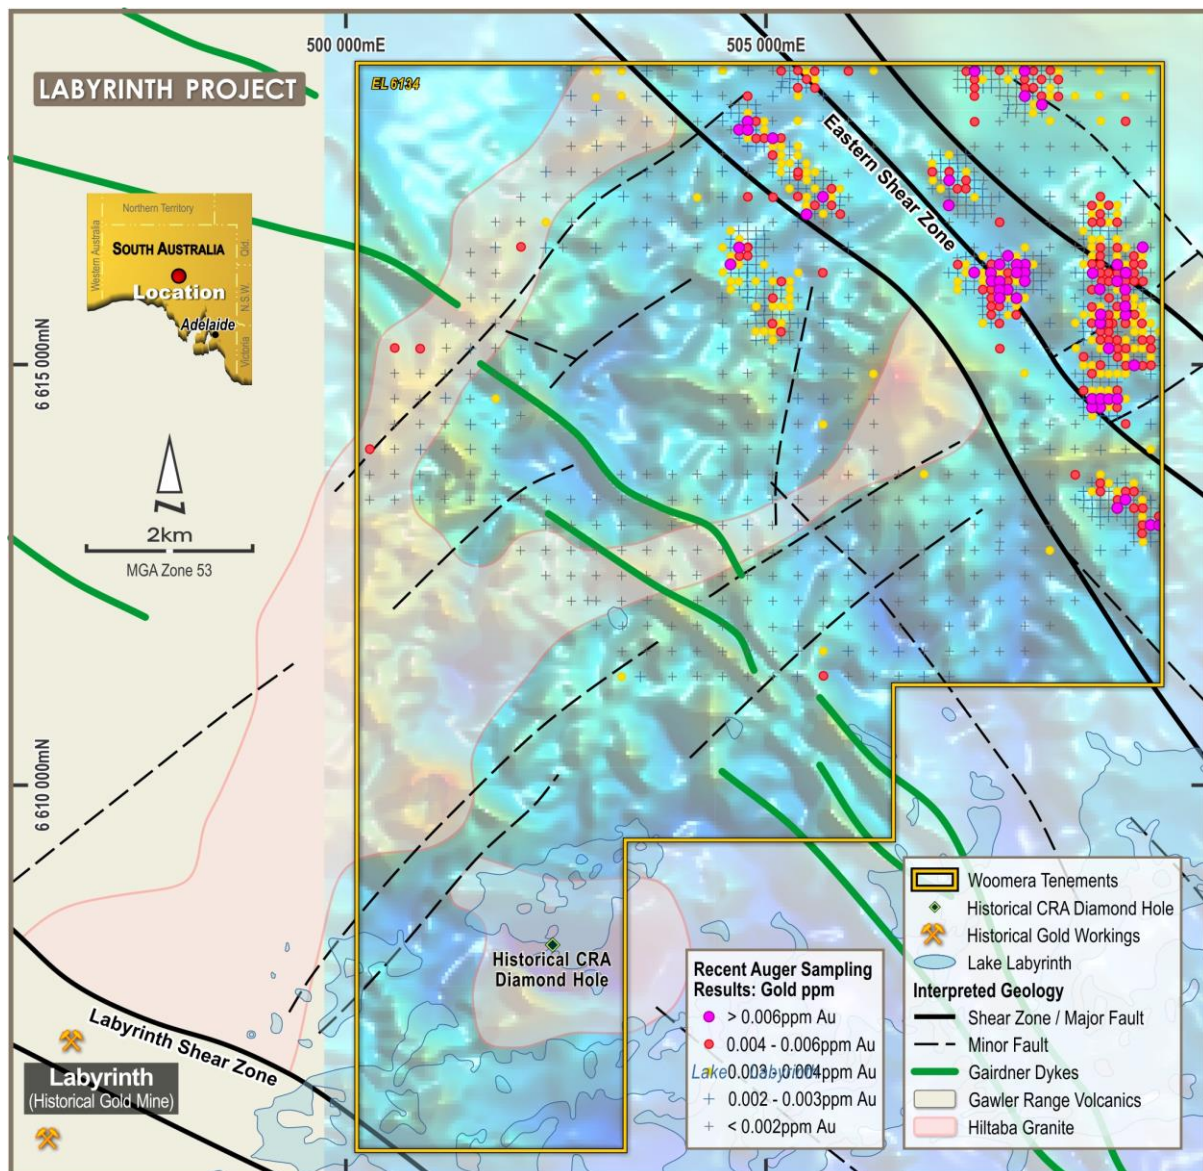 500 000mE
505 000mE
LABYRINTH PROJECT
EL 6134
Eastern Shear Zone
Northern Territory
Western Australia
SOUTH AUSTRALIA
Qld.
Location
N.S.W.
Adelaide
Victoria
6 615 000mN
N
2km
MGA Zone 53
6 610 000mN
Historical CRA
Diamond Hole
Labyrinth Shear Zone
Labyrinth
(Historical Gold Mine)
Recent Auger Sampling
Results: Gold ppm
> 0.006ppm Au
0.004 - 0.006ppm Au
0.003 - 0.004ppm Au
Lake Labyrinth
0.002 - 0.003ppm Au
< 0.002ppm Au
Woomera Tenements
Historical CRA Diamond Hole
Historical Gold Workings
Lake Labyrinth
Interpreted Geology
Shear Zone / Major Fault
Minor Fault
Gairdner Dykes
Gawler Range Volcanics
Hiltaba Granite